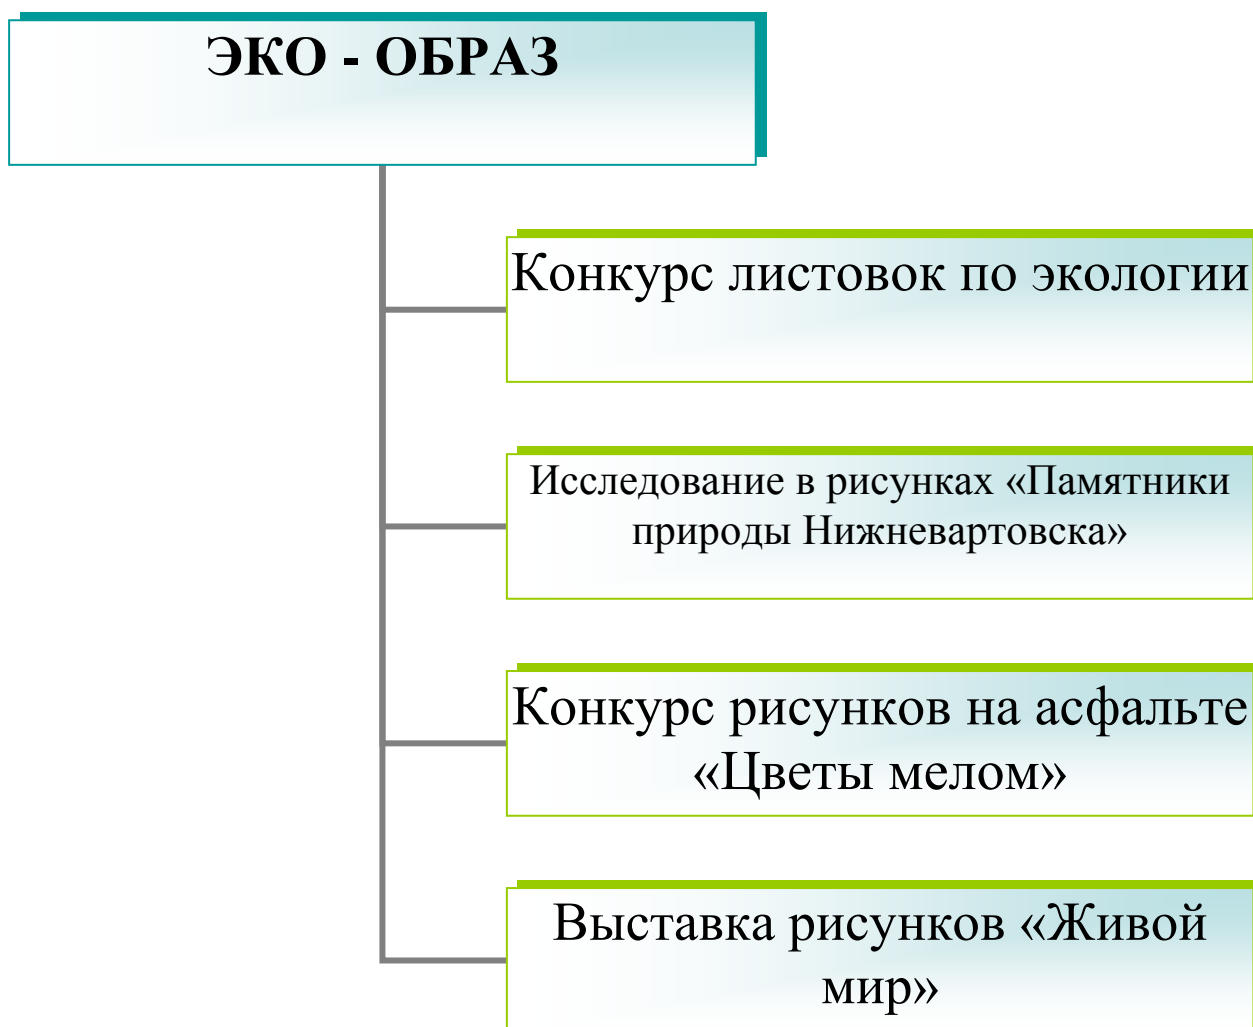 ЭКО - ОБРАЗ
Конкурс листовок по экологии
Исследование в рисунках «Памятники
природы Нижневартовска»
Конкурс рисунков на асфальте
«Цветы мелом»
Выставка рисунков «Живой
мир»